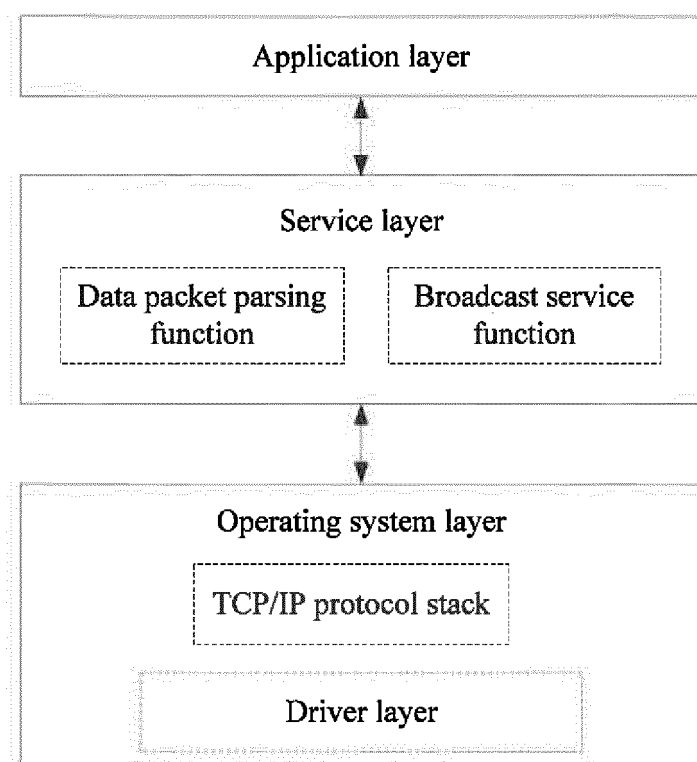 Application layer
Service layer
Data packet parsing
function
Broadcast service
function
Operating system layer
TCP/IP protocol stack
Driver layer